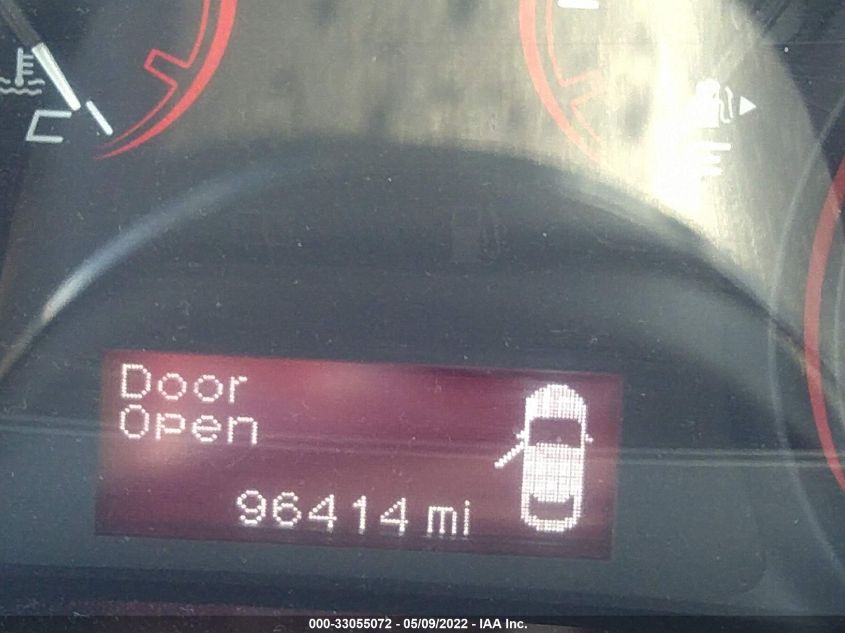 C
Door
Open
96414 mi
000-33055072 - 05/09/2022 - IAA Inc.